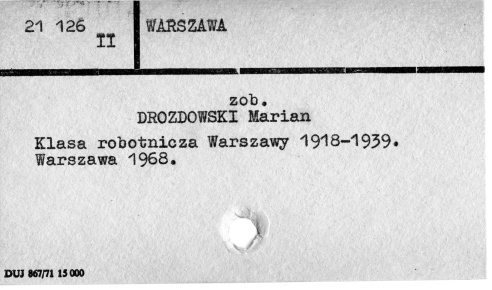 21 126
II
WARSZAWA
zob.
DROZDOWSKI Marian
Klasa robotnicza Warszawy 1918-1939.
Warszawa 1968.
DUJ 867/71 15 000